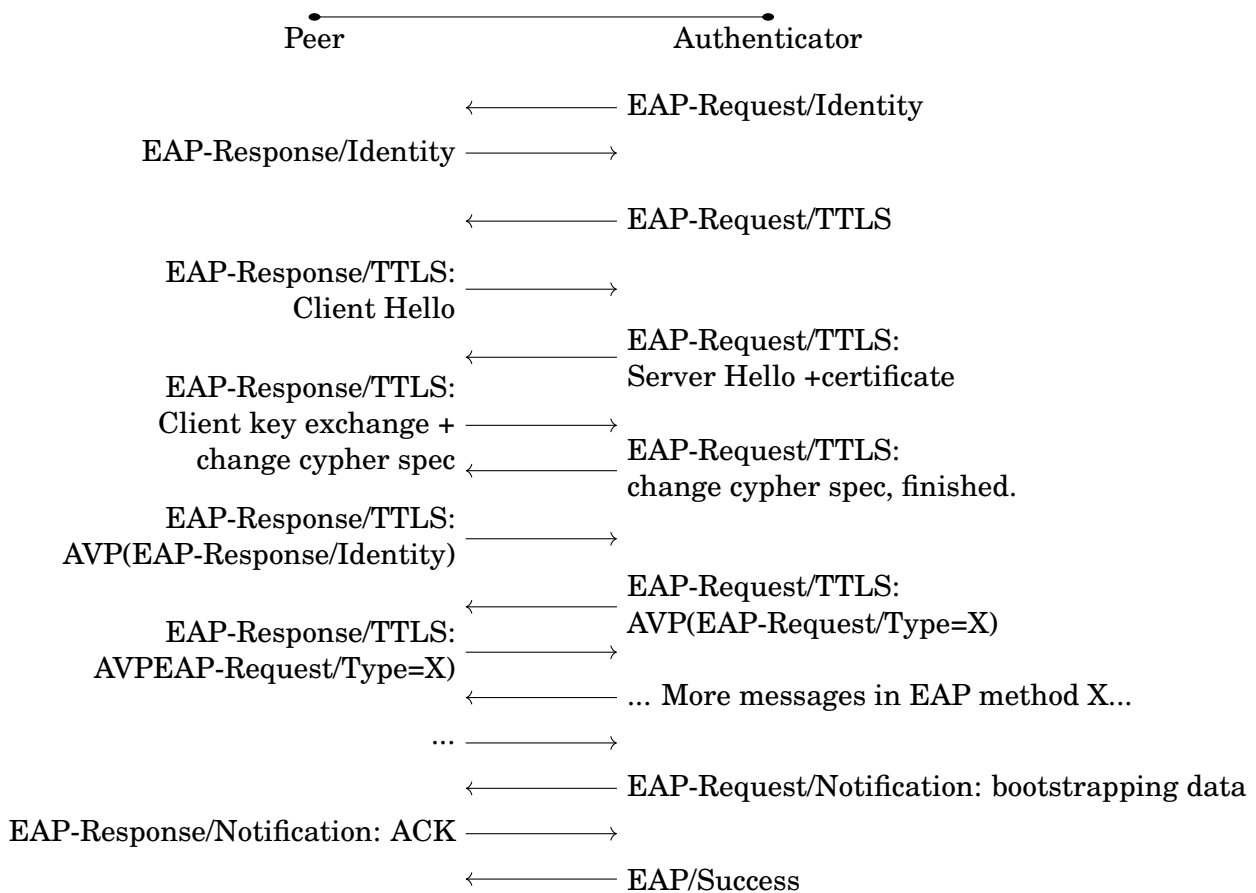 Peer
Authenticator
EAP-Request/Identity
EAP-Response/Identity
EAP-Request/TTLS
EAP-Response/TTLS:
Client Hello
EAP-Request/TTLS:
Server Hello +certificate
EAP-Response/TTLS:
Client key exchange +
change cypher spec
EAP-Request/TTLS:
change cypher spec, finished.
EAP-Response/TTLS:
AVP(EAP-Response/Identity)
EAP-Request/TTLS:
AVP(EAP-Request/Type=X)
EAP-Response/TTLS:
AVPEAP-Request/Type=X)
... More messages in EAP method X...
...
EAP-Request/Notification: bootstrapping data
EAP-Response/Notification: ACK
EAP/Success